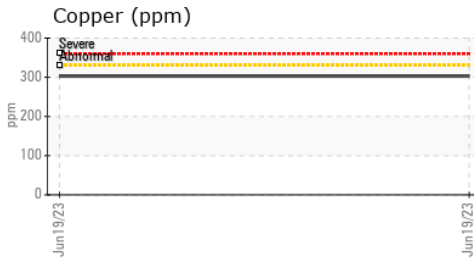 Copper (ppm)
400
Severe
Abnormal
300
ppm
200
100
0
Jun19/23
Jun19/23